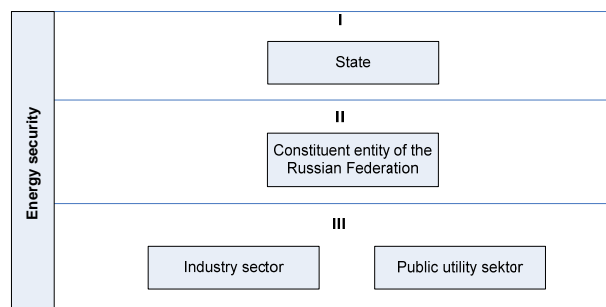 Energy security
I
State
II
Constituent entity of the
Russian Federation
III
Industry sector
Public utility sektor